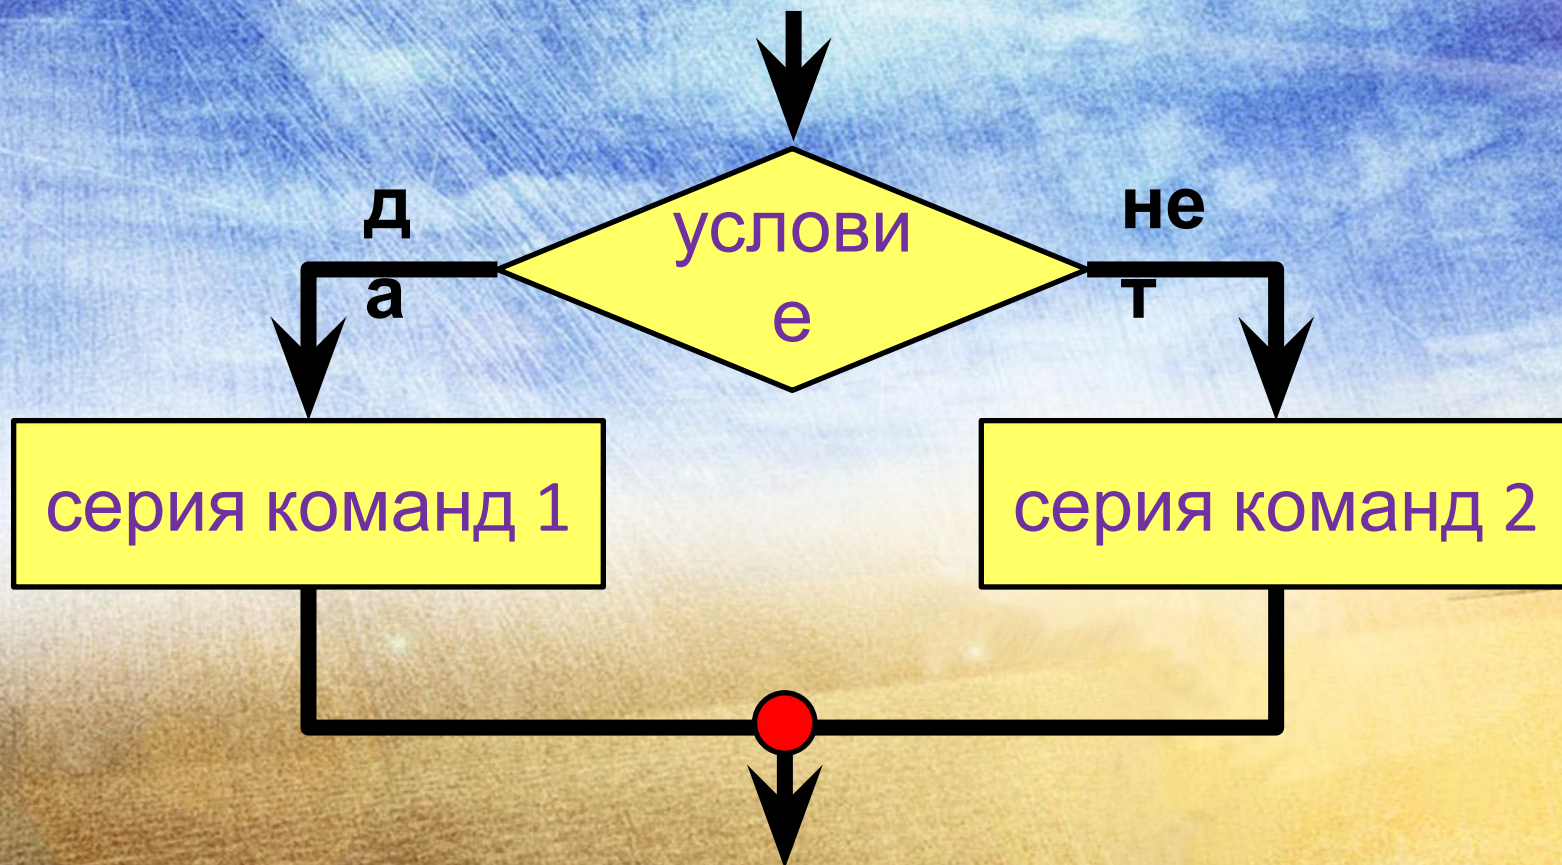 д
а
услови
е
не
т
серия команд 1
серия команд 2